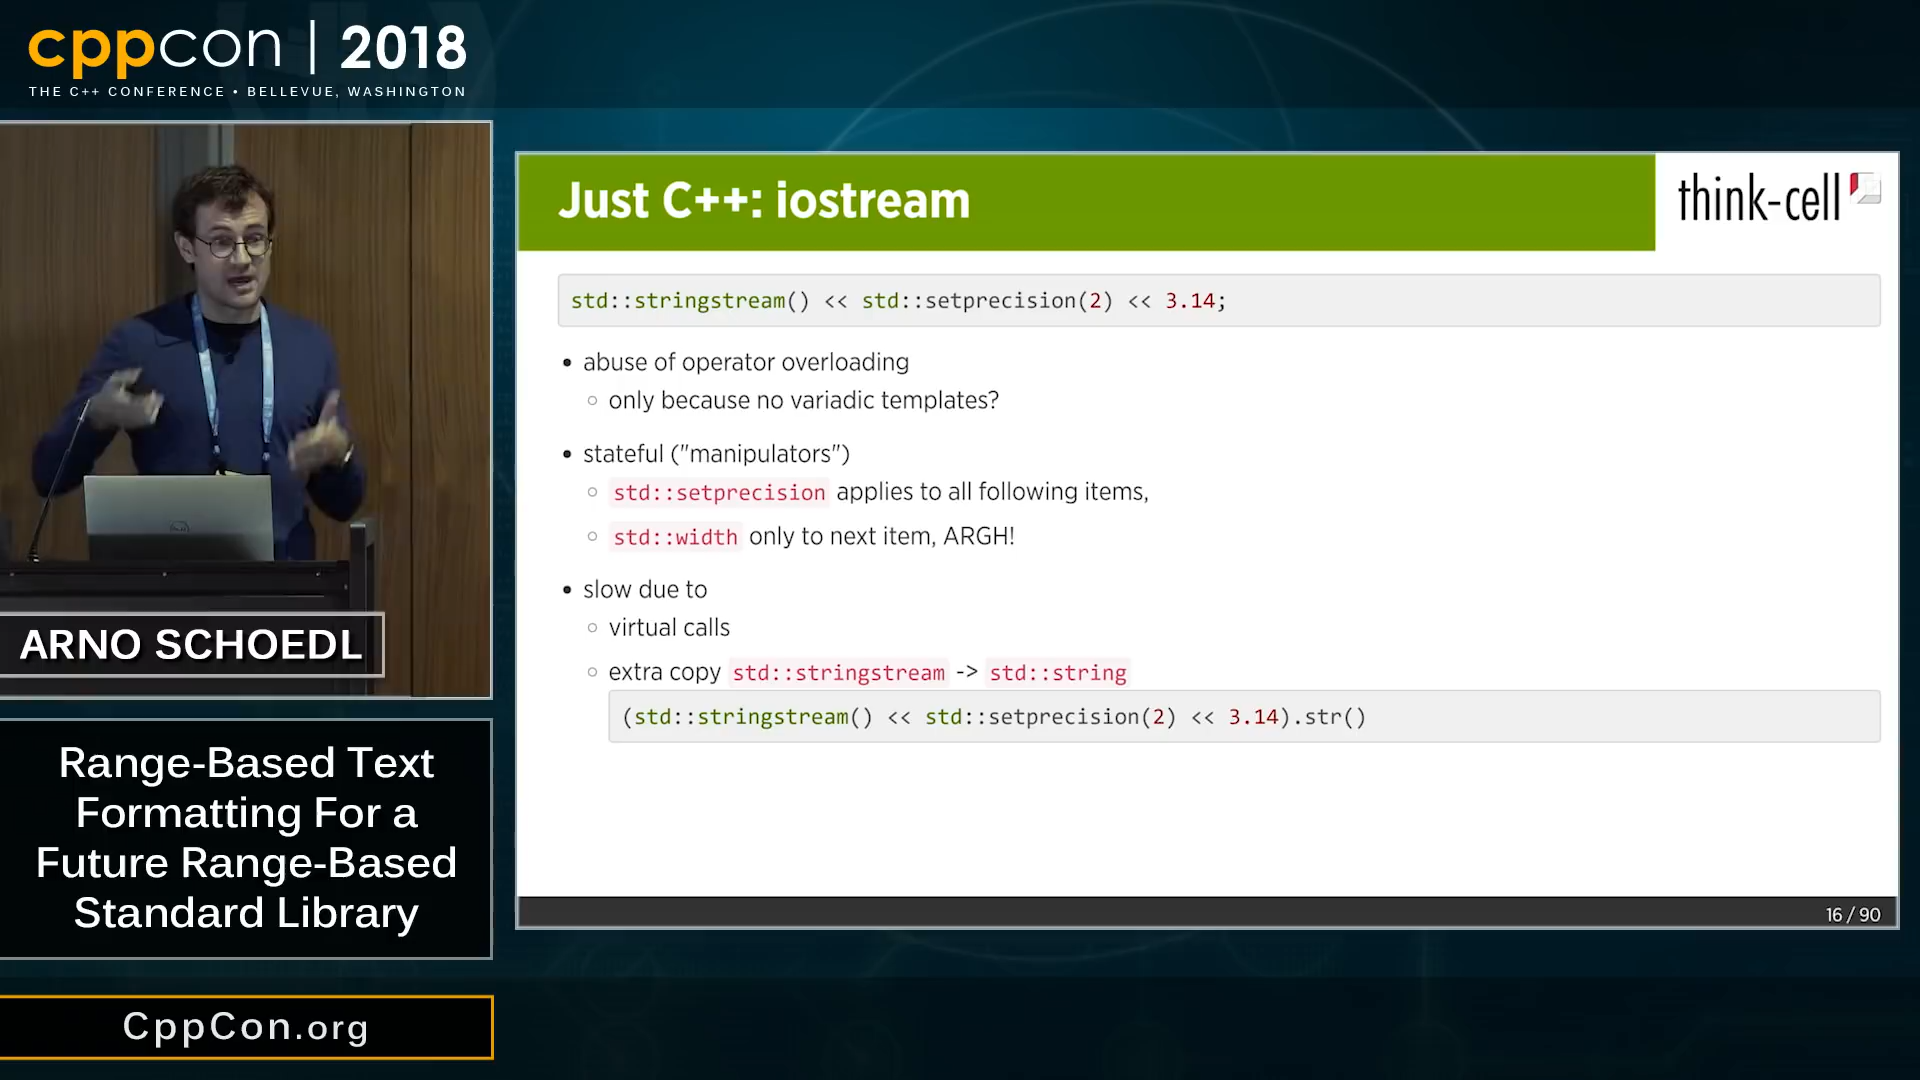 cppcon | 2018
THE C++ CONFERENCE • BELLEVUE, WASHINGTON
Just C++: iostream
think-cell
std::stringstream() << std::setprecision(2) << 3.14;
• abuse of operator overloading
○ only because no variadic templates?
• stateful ("manipulators")
○ std::setprecision applies to all following items,
○ std::width only to next item, ARGH!
• slow due to
○ virtual calls
○ extra copy std::stringstream -> std::string
(std::stringstream() << std::setprecision(2) << 3.14).str()
16 / 90
ARNO SCHOEDL
Range-Based Text
Formatting For a
Future Range-Based
Standard Library
CppCon.org